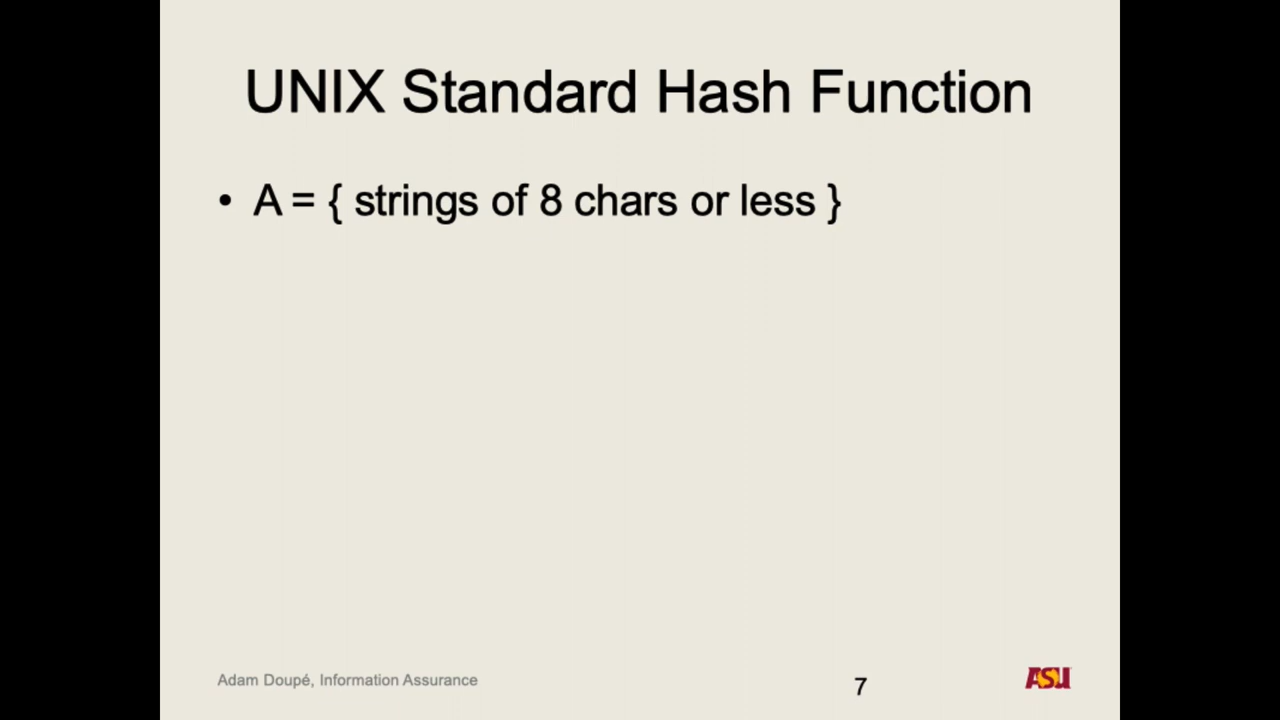 UNIX Standard Hash Function
• A = { strings of 8 chars or less }
Adam Doupé, Information Assurance
7
ASU